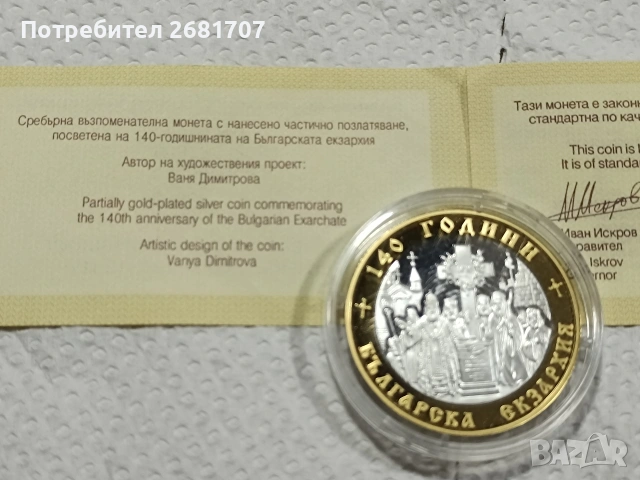 Потребител 2681707
Сребърна възпоменателна монета с нанесено частично позлатяване,
посветена на 140-годишнината на Българската екзархия
Автор на художествения проект:
Ваня Димитрова
Partially gold-plated silver coin commemorating
the 140th anniversary of the Bulgarian Exarchate
Artistic design of the coin:
Vanya Dimitrova
Тази монета е законн
стандартна по кач
This coin is l
It is of standa
Иван Искров
Iskrov
140 ГОДИНИ
БЪЛГАРСКА ЕКЗАРХИЯ
BAZAR